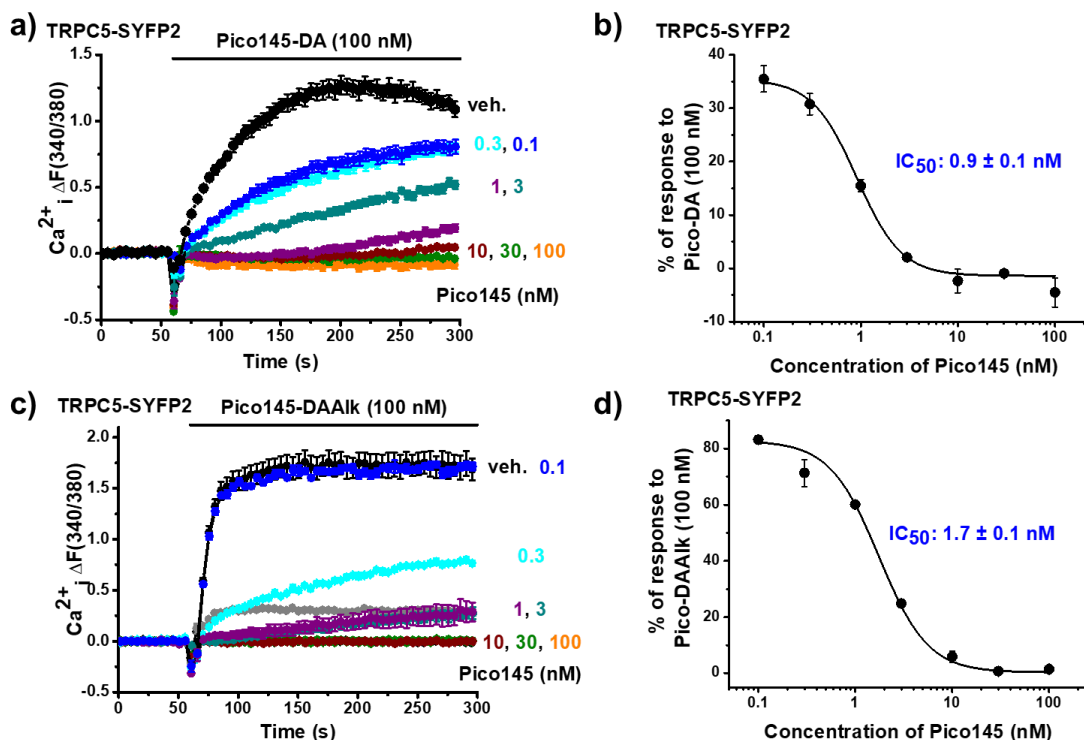 a)
TRPC5-SYFP2
Pico145-DA (100 nM)
Ca2+i ΔF(340/380)
1.5
1.0
0.5
0.0
-0.5
veh.
0.3, 0.1
1, 3
10, 30, 100
Pico145 (nM)
0 50 100 150 200 250 300
Time (s)
b)
TRPC5-SYFP2
% of response to
Pico-DA (100 nM)
40
30
20
10
0
-10
IC50: 0.9 ± 0.1 nM
0.1 1 10 100
Concentration of Pico145 (nM)
c)
TRPC5-SYFP2
Pico145-DAAlk (100 nM)
Ca2+i ΔF(340/380)
2.0
1.5
1.0
0.5
0.0
-0.5
veh. 0.1
0.3
1, 3
10, 30, 100
Pico145 (nM)
0 50 100 150 200 250 300
Time (s)
d)
TRPC5-SYFP2
% of response to
Pico-DAAlk (100 nM)
80
60
40
20
0
IC50: 1.7 ± 0.1 nM
0.1 1 10 100
Concentration of Pico145 (nM)